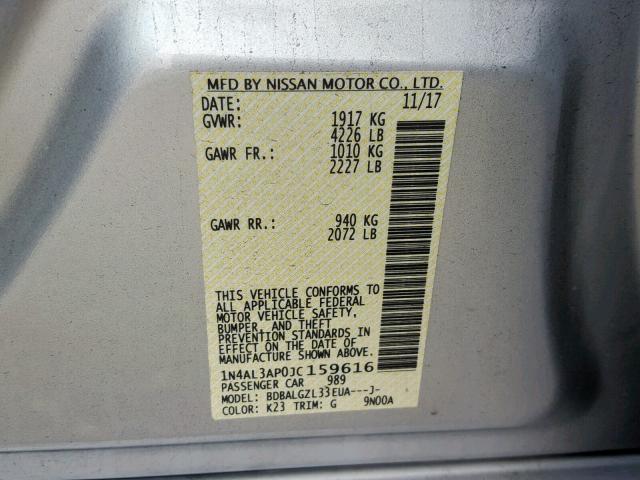 MFD BY NISSAN MOTOR CO., LTD.
DATE: 11/17
GVWR: 1917 KG
4226 LB
GAWR FR.: 1010 KG
2227 LB
GAWR RR.: 940 KG
2072 LB
THIS VEHICLE CONFORMS TO
ALL APPLICABLE FEDERAL
MOTOR VEHICLE SAFETY,
BUMPER, AND THEFT
PREVENTION STANDARDS IN
EFFECT ON THE DATE OF
MANUFACTURE SHOWN ABOVE.
1N4AL3AP0JC159616
PASSENGER CAR 989
MODEL: BDBALGZL33EUA---J-
COLOR: K23 TRIM: G 9N00A